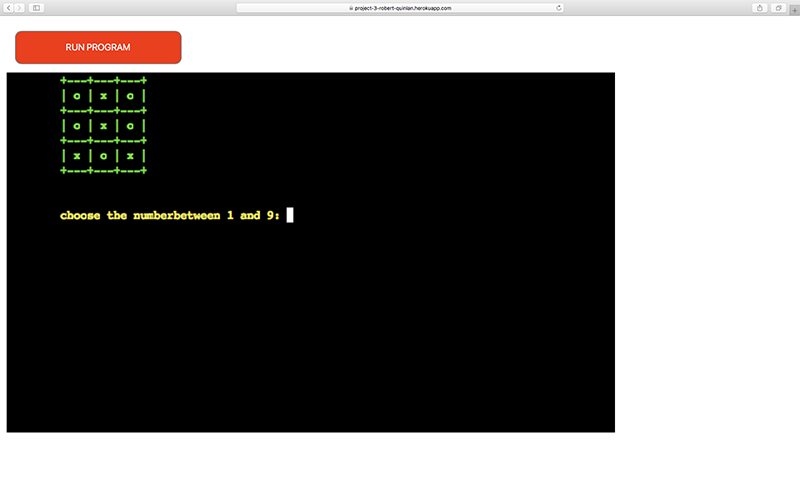 project-3-robert-quinlan.herokuapp.com
RUN PROGRAM
+---+---+---+
| o | x | o |
+---+---+---+
| o | x | o |
+---+---+---+
| x | o | x |
+---+---+---+
choose the numberbetween 1 and 9: